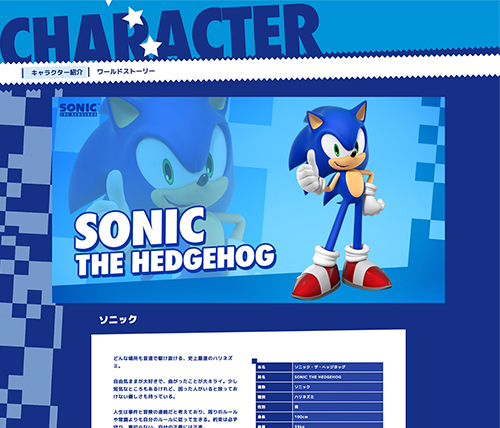 CHARACTER
キャラクター紹介
ワールドストーリー
SONIC
THE HEDGEHOG
SONIC
THE HEDGEHOG
ソニック
どんな場所も音速で駆け抜ける、史上最速のハリネズ
ミ。
自由気ままが大好きで、曲がったことが大キライ。少し
短気なところもあるけれど、困った人がいると放ってお
けない優しさも持っている。
人生は事件と冒険の連続だと考えており、周りのルール
や常識よりも自分のルールに従って生きる。約束は必ず
本名 ソニック・ザ・ヘッジホッグ
英名 SONIC THE HEDGEHOG
通称 ソニック
種別 ハリネズミ
性別 男
身長 100cm
体重 35kg